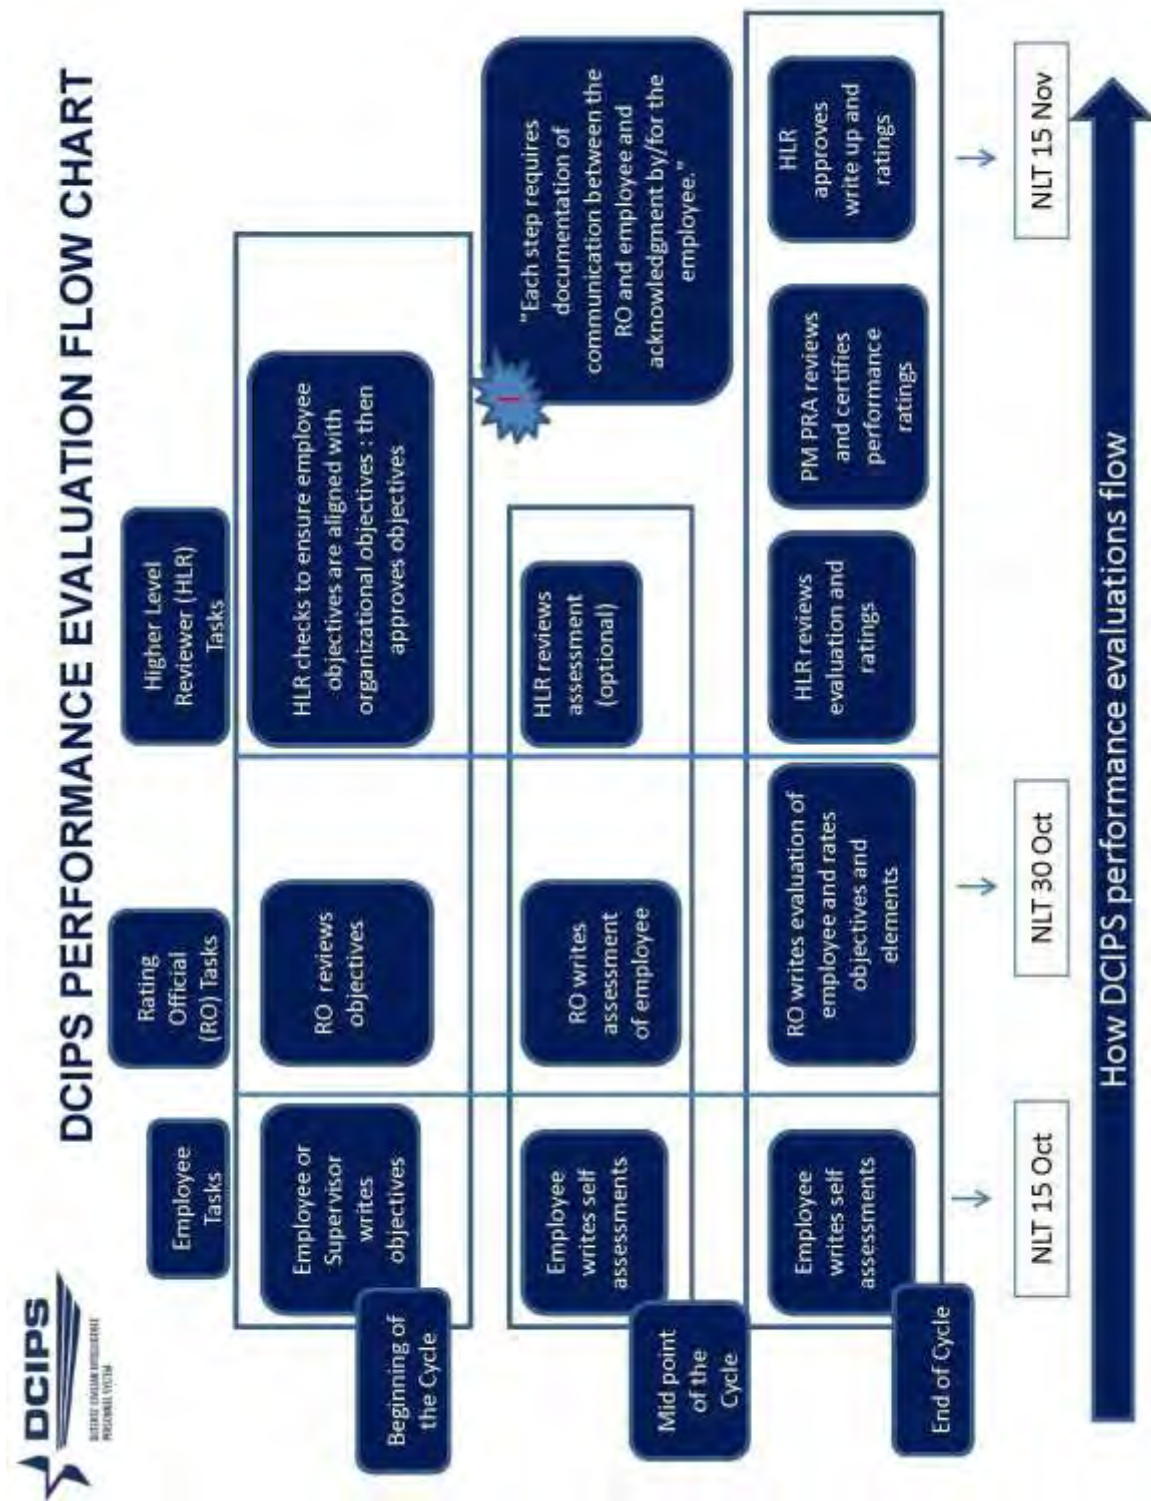 DCIPS
DEFENSE CIVILIAN INTELLIGENCE
PERSONNEL SYSTEM
DCIPS PERFORMANCE EVALUATION FLOW CHART
Employee
Tasks
Rating
Official
(RO) Tasks
Higher Level
Reviewer (HLR)
Tasks
Beginning of
the Cycle
Employee or
Supervisor
writes
objectives
RO reviews
objectives
HLR checks to ensure employee
objectives are aligned with
organizational objectives : then
approves objectives
Mid point
of the
Cycle
Employee
writes self
assessments
RO writes
assessment
of employee
HLR reviews
assessment
(optional)
!
"Each step requires
documentation of
communication between the
RO and employee and
acknowledgment by/for the
employee."
End of Cycle
Employee
writes self
assessments
RO writes evaluation of
employee and rates
objectives and
elements
HLR reviews
evaluation and
ratings
PM PRA reviews
and certifies
performance
ratings
HLR
approves
write up and
ratings
NLT 15 Oct
NLT 30 Oct
NLT 15 Nov
How DCIPS performance evaluations flow